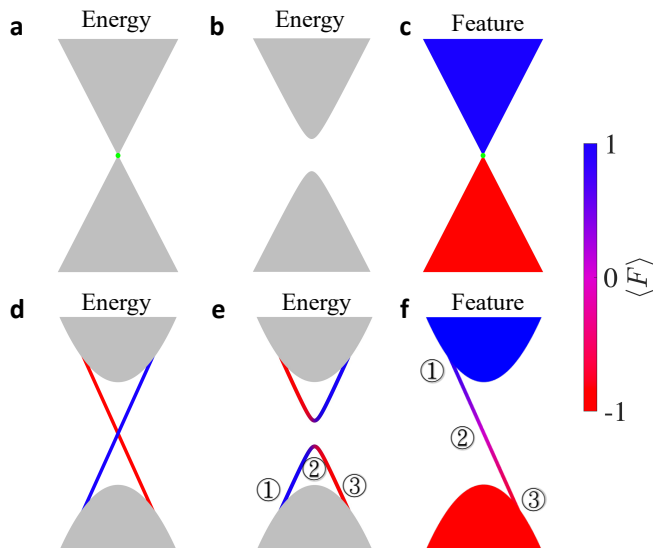 a Energy b Energy c Feature
1
0
-1
⟨F⟩
d Energy e Energy f Feature
① ② ③ ① ② ③